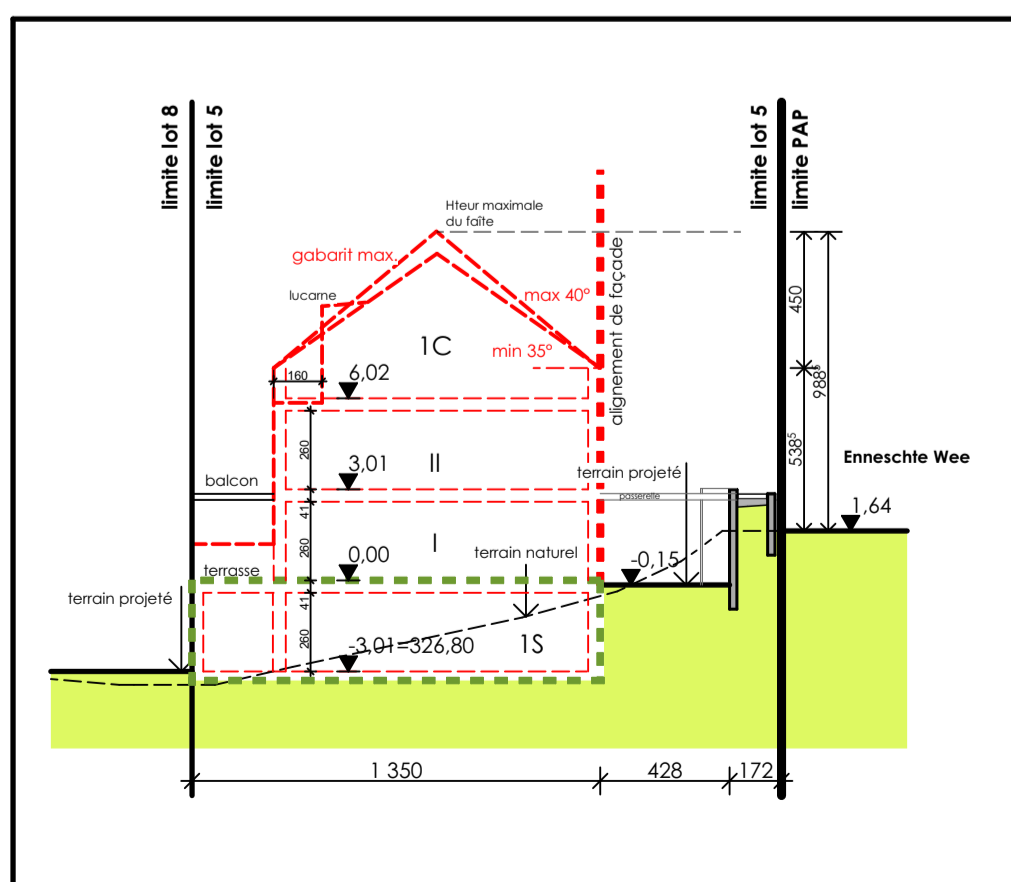 limite lot 8
limite lot 5
limite lot 5
limite PAP
Hteur maximale
du faîte
gabarit max.
lucarne
max 40°
alignement de façade
450
988⁵
1C
min 35°
160
6,02
538⁵
Enneschte Wee
260
II
3,01
terrain projeté
balcon
passerelle
1,64
41
I
260
0,00
terrain naturel
-0,15
terrasse
terrain projeté
41
260
-3,01=326,80
1S
1 350
428
172